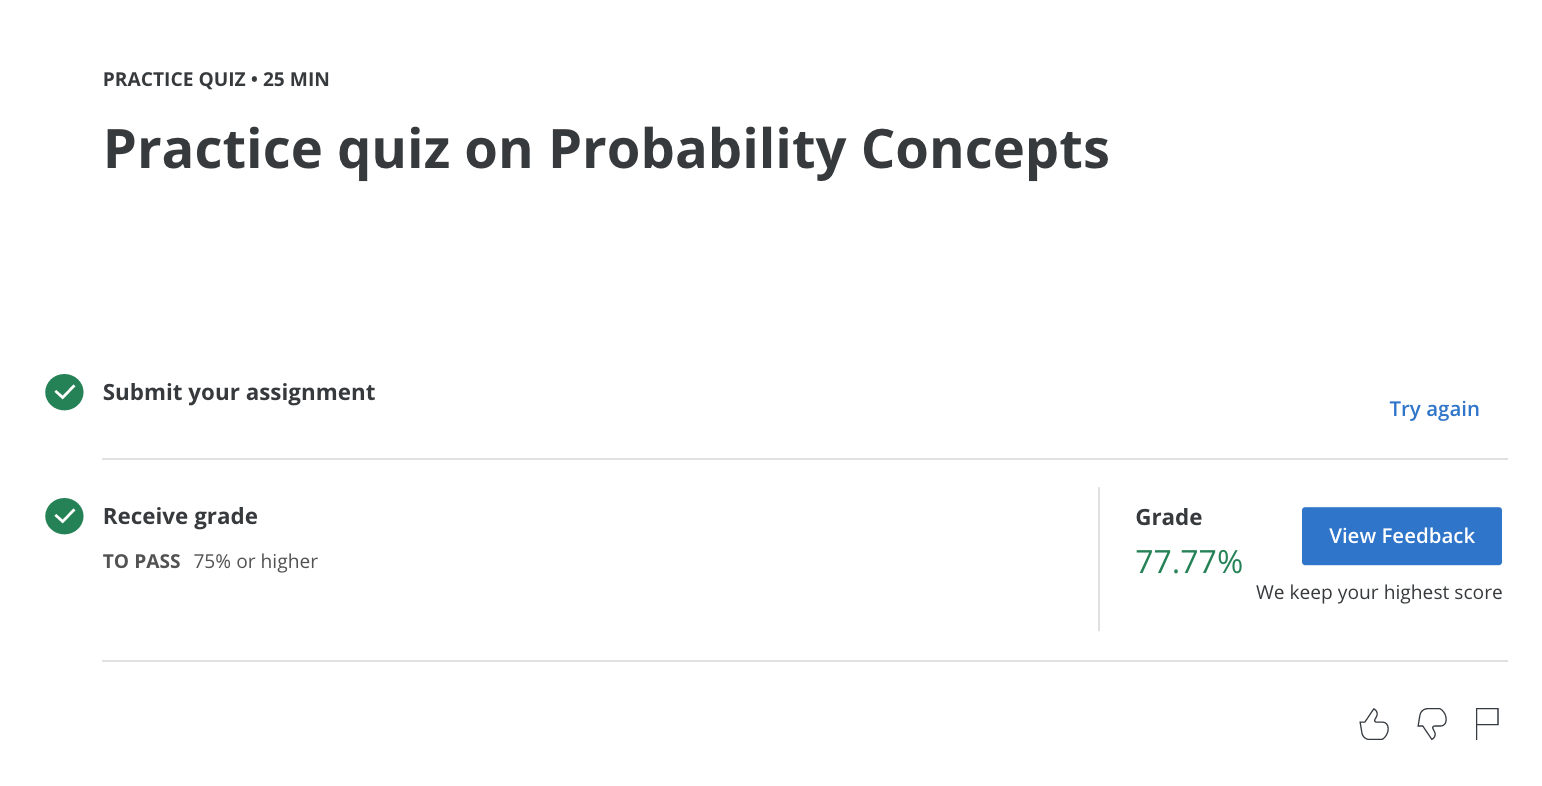 PRACTICE QUIZ • 25 MIN
Practice quiz on Probability Concepts
Submit your assignment
Try again
Receive grade
TO PASS 75% or higher
Grade
77.77%
View Feedback
We keep your highest score